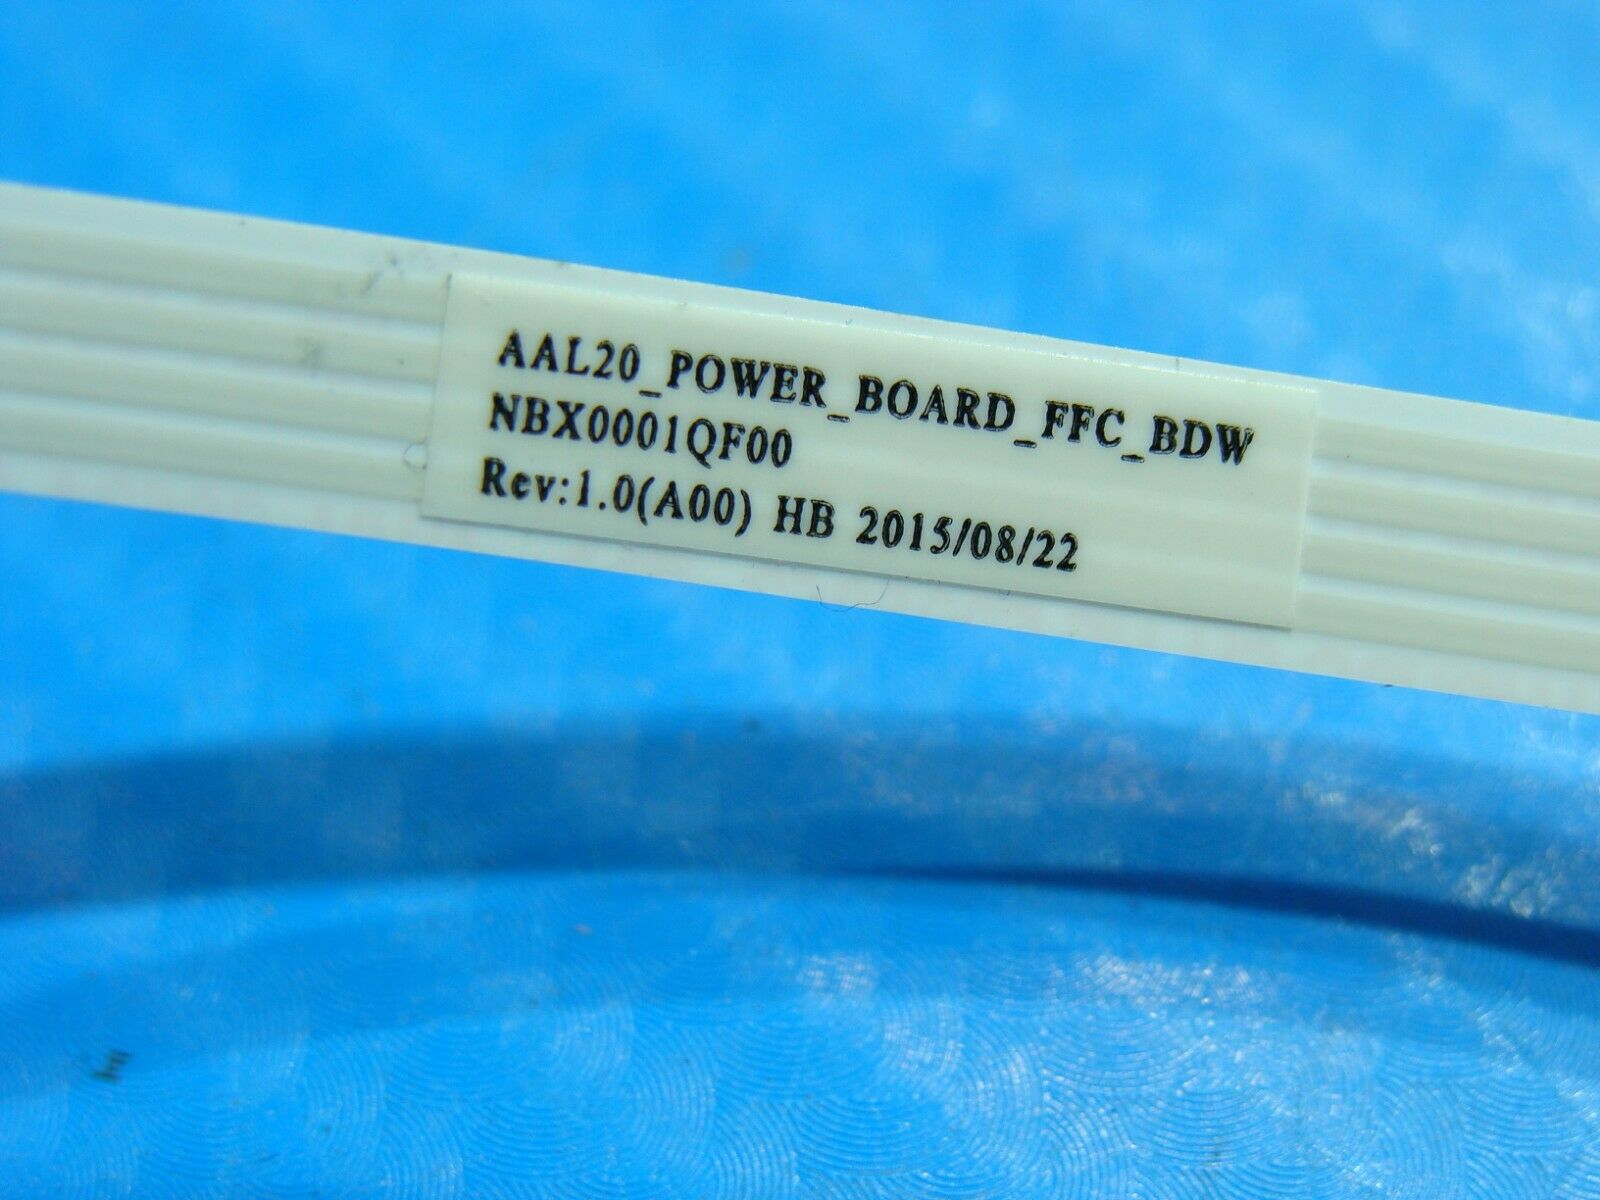 AAL20_POWER_BOARD_FFC_BDW
NBX0001QF00
Rev:1.0(A00) HB 2015/08/22